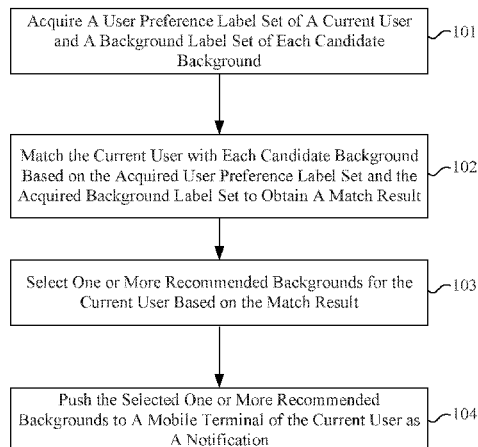 Acquire A User Preference Label Set of A Current User
and A Background Label Set of Each Candidate
Background
101
Match the Current User with Each Candidate Background
Based on the Acquired User Preference Label Set and the
Acquired Background Label Set to Obtain A Match Result
102
Select One or More Recommended Backgrounds for the
Current User Based on the Match Result
103
Push the Selected One or More Recommended
Backgrounds to A Mobile Terminal of the Current User as
A Notification
104